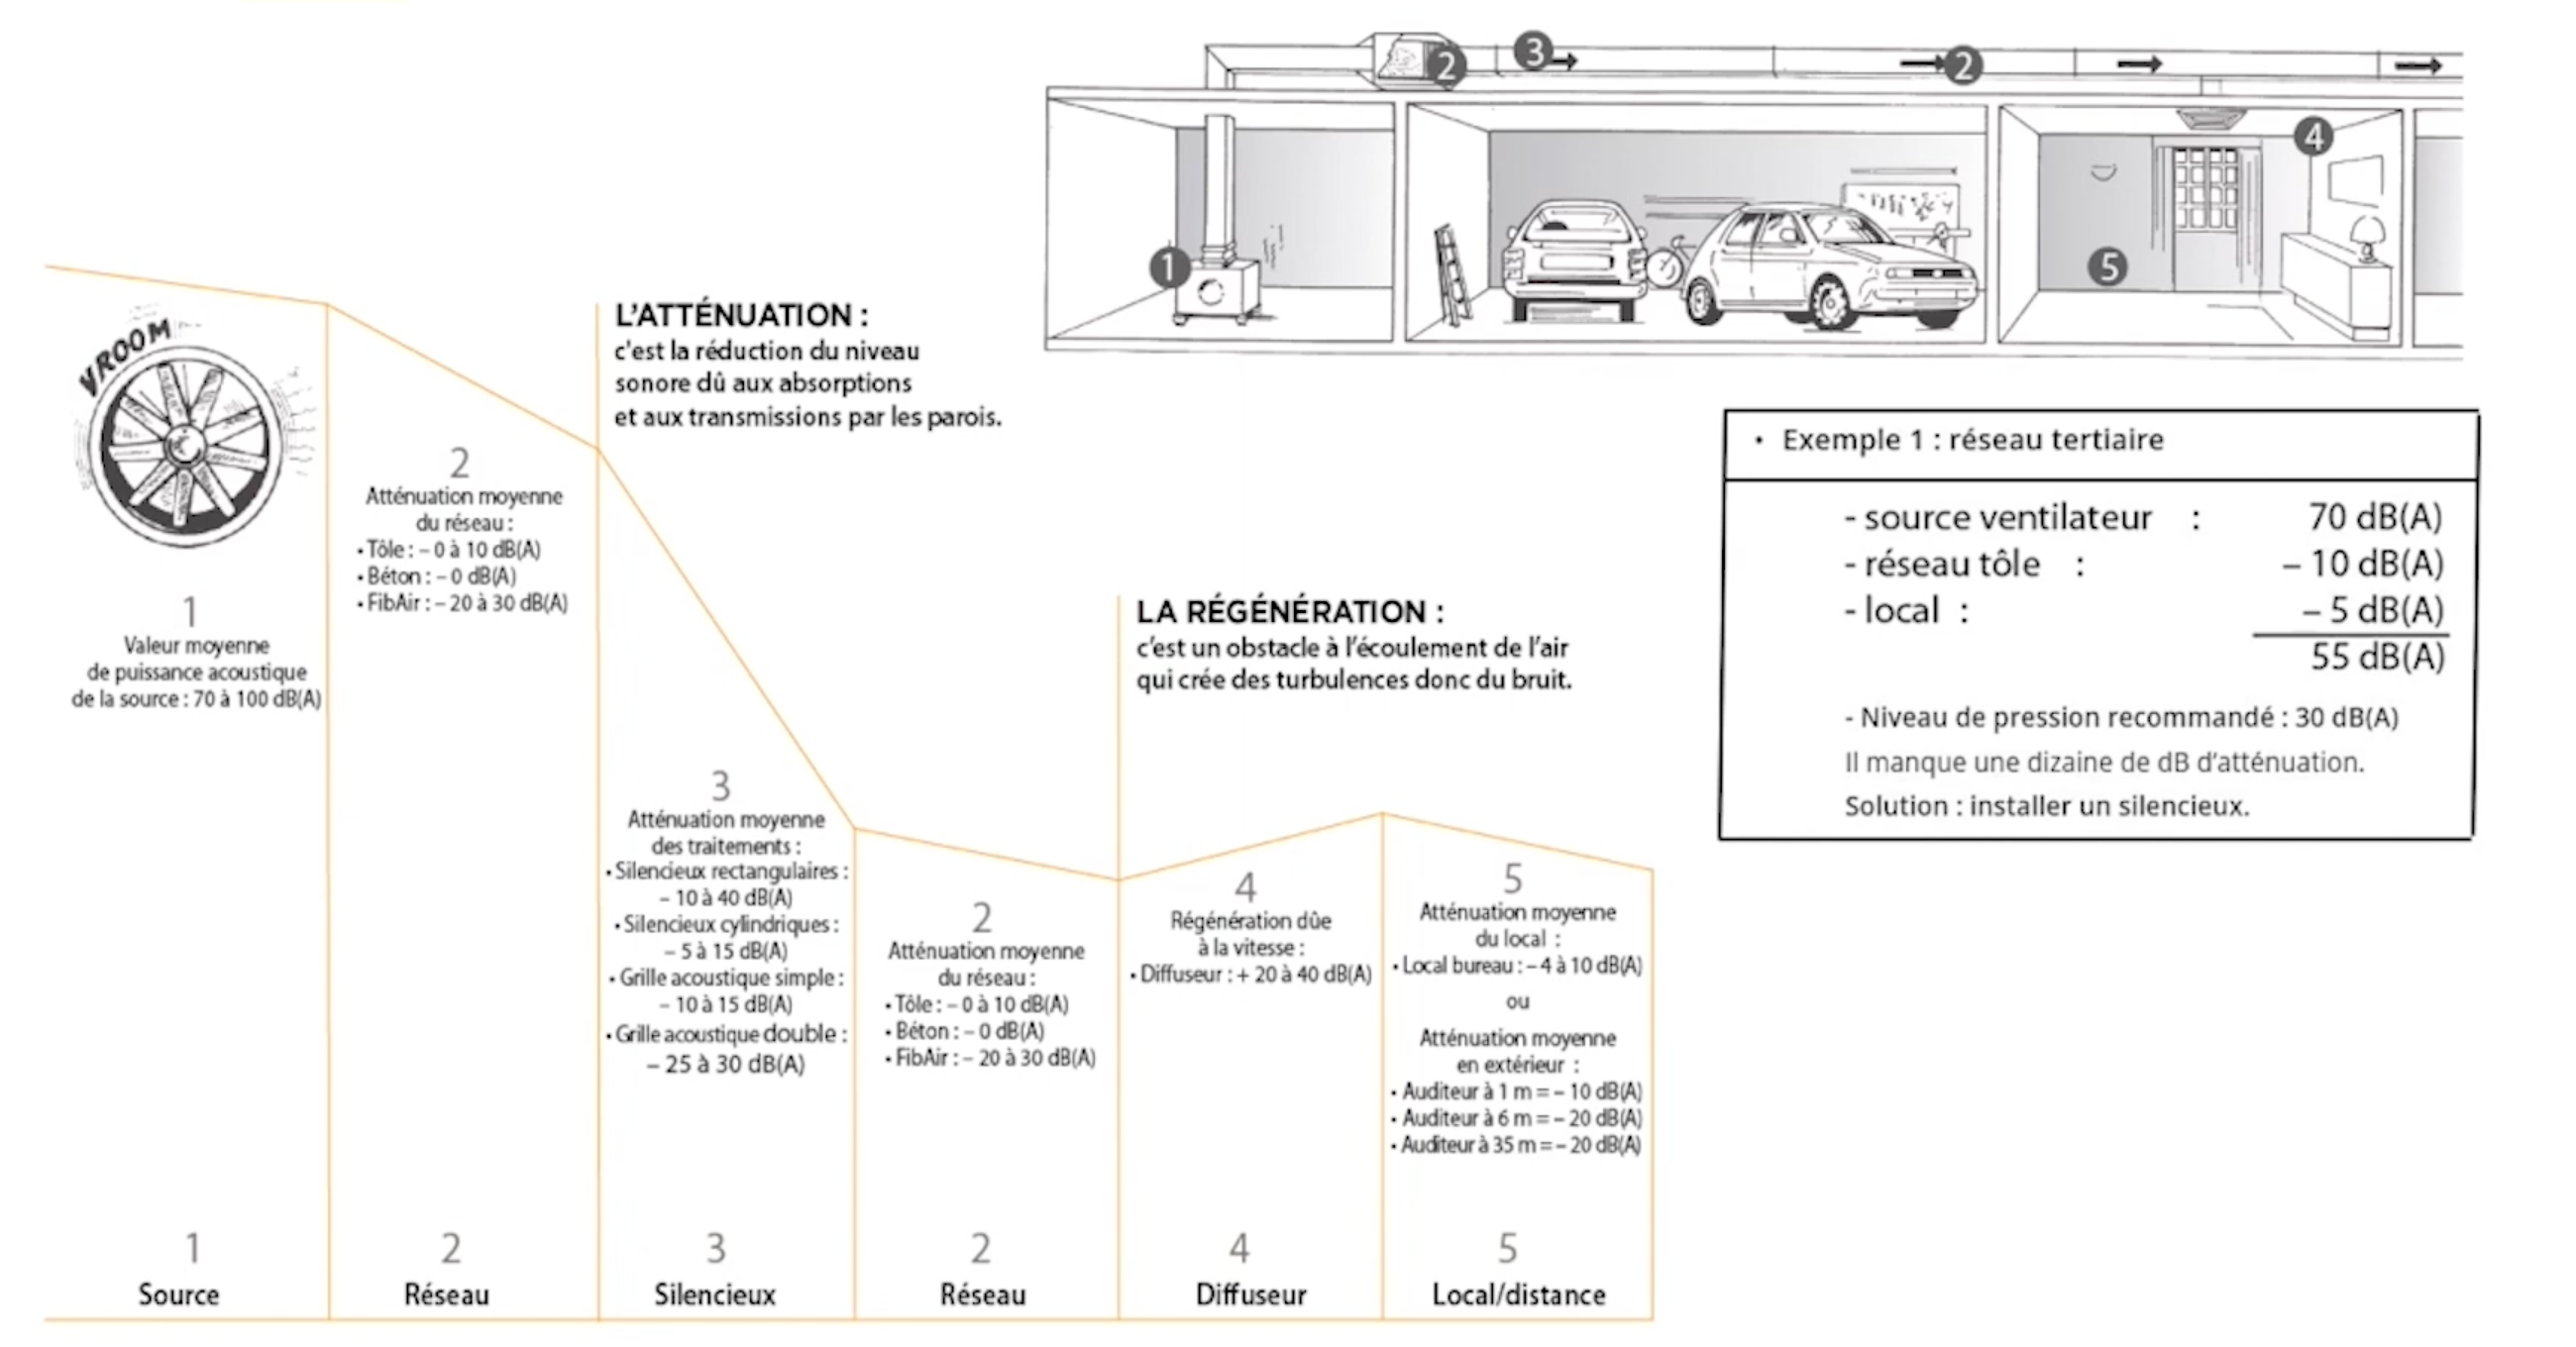 2
3
2
4
1
5
VROOM
1
Valeur moyenne
de puissance acoustique
de la source : 70 à 100 dB(A)
2
Atténuation moyenne
du réseau :
• Tôle : – 0 à 10 dB(A)
• Béton : – 0 dB(A)
• FibAir : – 20 à 30 dB(A)
L'ATTÉNUATION :
c'est la réduction du niveau
sonore dû aux absorptions
et aux transmissions par les parois.
3
Atténuation moyenne
des traitements :
• Silencieux rectangulaires :
– 10 à 40 dB(A)
• Silencieux cylindriques :
– 5 à 15 dB(A)
• Grille acoustique simple :
– 10 à 15 dB(A)
• Grille acoustique double :
– 25 à 30 dB(A)
2
Atténuation moyenne
du réseau :
• Tôle : – 0 à 10 dB(A)
• Béton : – 0 dB(A)
• FibAir : – 20 à 30 dB(A)
LA RÉGÉNÉRATION :
c'est un obstacle à l'écoulement de l'air
qui crée des turbulences donc du bruit.
4
Régénération dûe
à la vitesse :
• Diffuseur : + 20 à 40 dB(A)
5
Atténuation moyenne
du local :
• Local bureau : – 4 à 10 dB(A)
ou
Atténuation moyenne
en extérieur :
• Auditeur à 1 m = – 10 dB(A)
• Auditeur à 6 m = – 20 dB(A)
• Auditeur à 35 m = – 20 dB(A)
1
Source
2
Réseau
3
Silencieux
2
Réseau
4
Diffuseur
5
Local/distance
• Exemple 1 : réseau tertiaire
- source ventilateur : 70 dB(A)
- réseau tôle : – 10 dB(A)
- local : – 5 dB(A)
55 dB(A)
- Niveau de pression recommandé : 30 dB(A)
Il manque une dizaine de dB d'atténuation.
Solution : installer un silencieux.